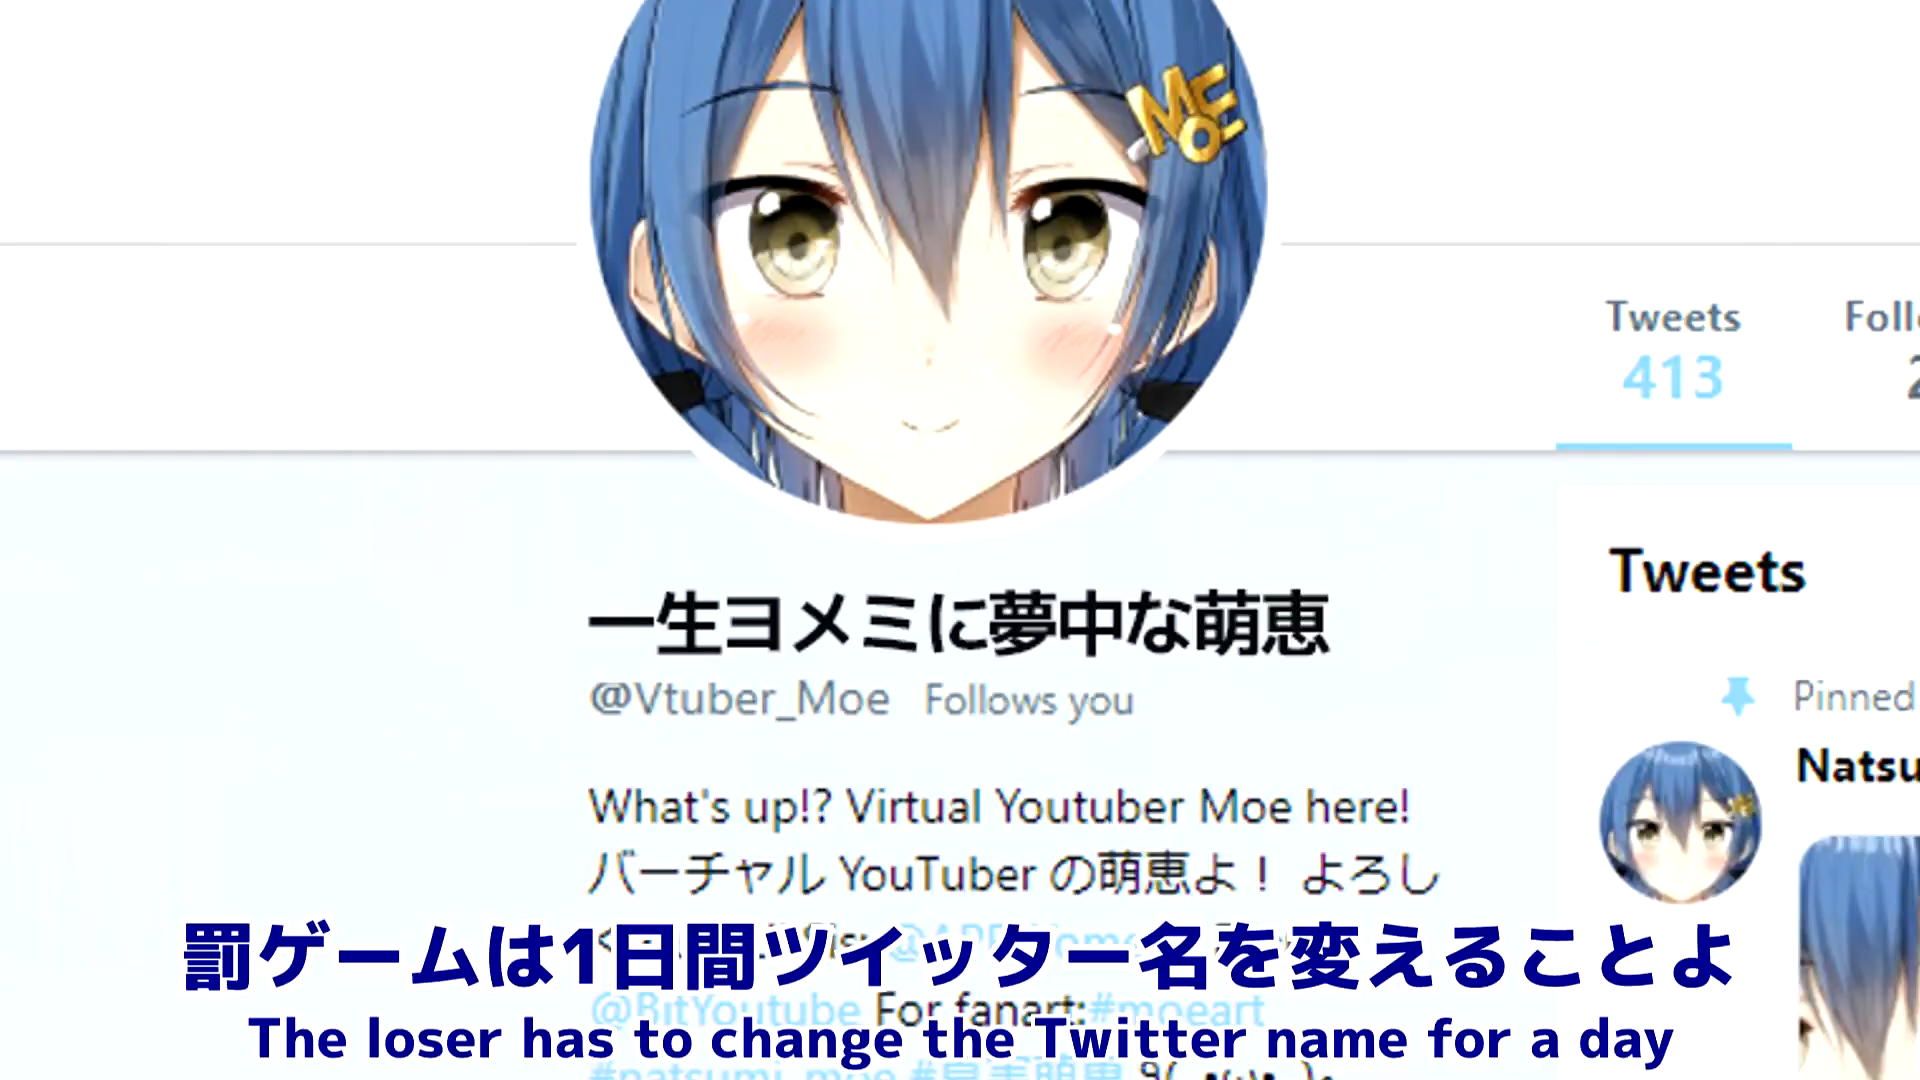 MOE
Tweets
413
Tweets
一生ヨメミに夢中な萌恵
@Vtuber_Moe Follows you
Pinned
What's up!? Virtual Youtuber Moe here!
バーチャル YouTuber の萌恵よ！ よろし
罰ゲームは1日間ツイッター名を変えることよ
@BitYoutube For fanart:#moeart
The loser has to change the Twitter name for a day
#natsumi_moe